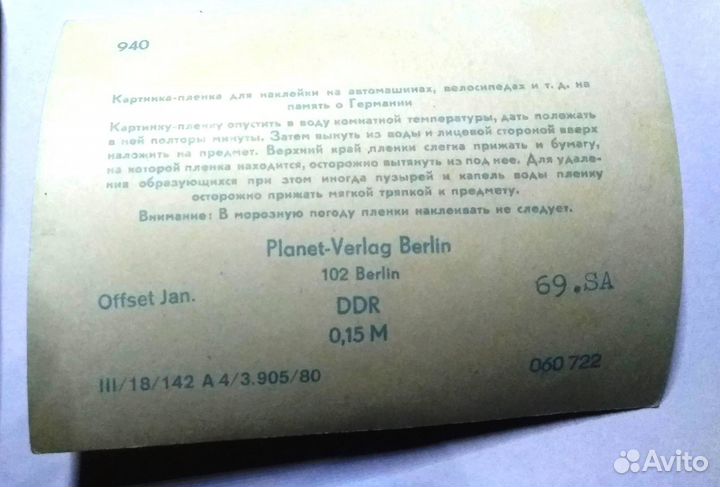 940
Картинка-пленка для наклейки на автомашинах, велосипедах и т. д. на
память о Германии
Картинку-пленку опустить в воду комнатной температуры, дать полежать
в ней полторы минуты. Затем вынуть из воды и лицевой стороной вверх
наложить на предмет. Верхний край пленки слегка прижать и бумагу,
на которой пленка находится, осторожно вытянуть из под нее. Для удале-
ния образующихся при этом иногда пузырей и капель воды пленку
осторожно прижать мягкой тряпкой к предмету.
Внимание: В морозную погоду пленки наклеивать не следует.
Planet-Verlag Berlin
102 Berlin
Offset Jan.
DDR
69.SA
0,15 M
III/18/142 A 4/3.905/80
060 722
Avito